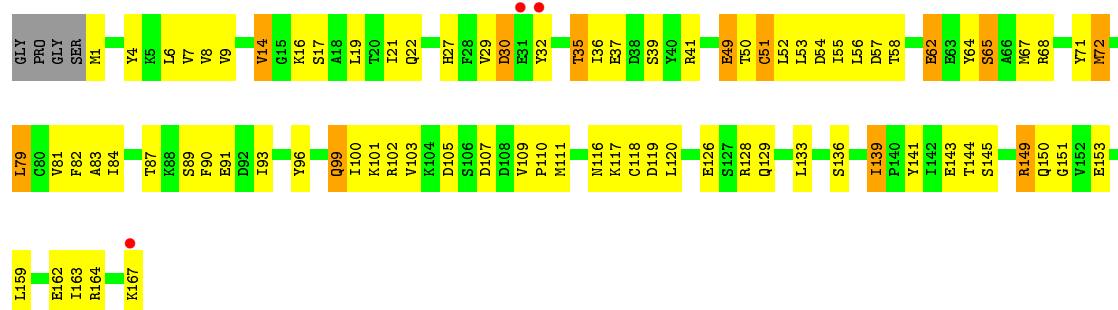 GLY PRO GLY SER M1 Y4 K5 L6 V7 V8 V9 V14 G15 K16 S17 A18 L19 T20 I21 Q22 H27 F28 V29 D30 E31 Y32 T35 I36 E37 D38 S39 Y40 R41 E49 T50 C51 L52 L53 D54 I55 L56 D57 T58 E62 E63 Y64 S65 A66 M67 R68 Y71 M72
L79 C80 V81 F82 A83 I84 T87 K88 S89 F90 E91 D92 I93 Y96 Q99 I100 K101 R102 V103 K104 D105 S106 D107 D108 V109 P110 M111 N116 K117 C118 D119 L120 E126 S127 R128 Q129 L133 S136 I139 P140 Y141 I142 E143 T144 S145 R149 Q150 G151 V152 E153
L159 E162 I163 R164 K167